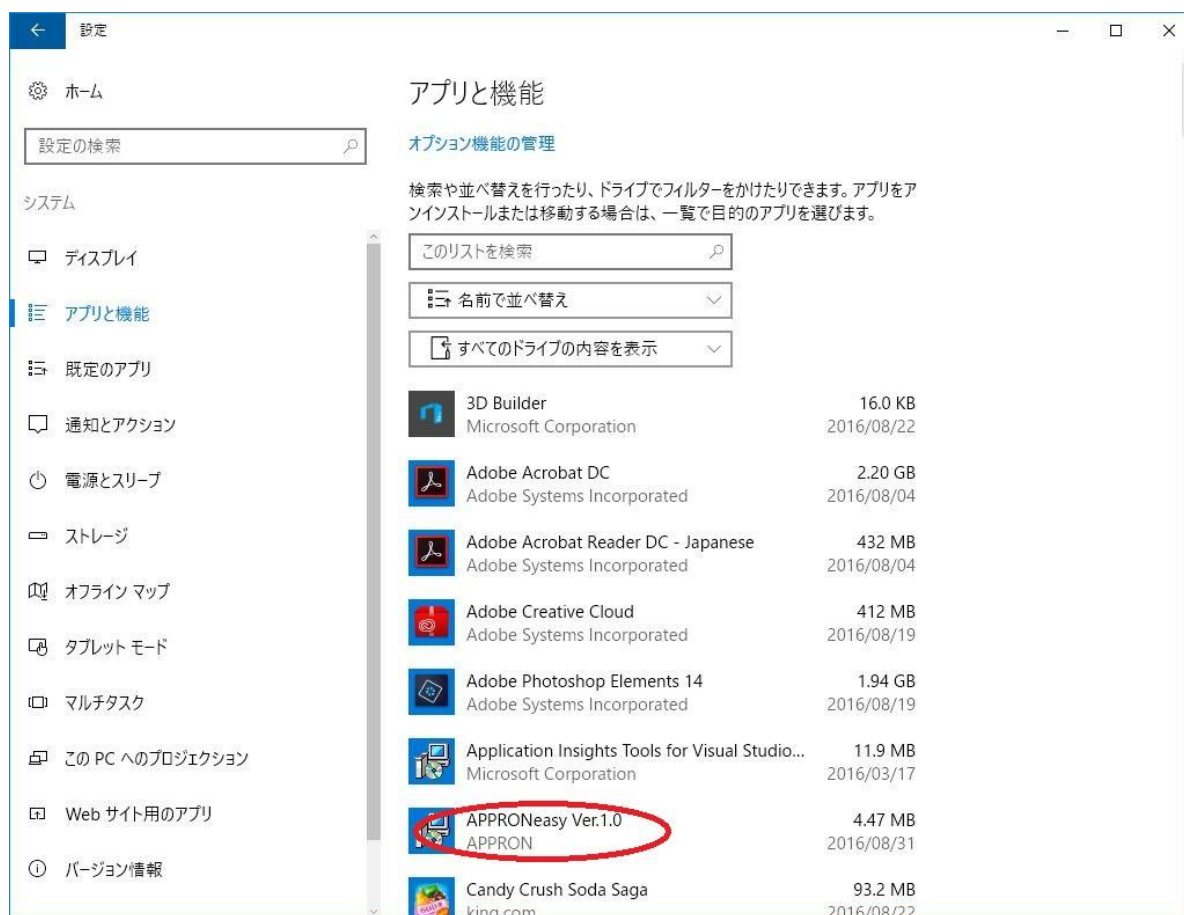 設定
ホーム
設定の検索
システム
ディスプレイ
アプリと機能
既定のアプリ
通知とアクション
電源とスリープ
ストレージ
オフライン マップ
タブレット モード
マルチタスク
この PC へのプロジェクション
Web サイト用のアプリ
バージョン情報
アプリと機能
オプション機能の管理
検索や並べ替えを行ったり、ドライブでフィルターをかけたりできます。アプリをア
ンインストールまたは移動する場合は、一覧で目的のアプリを選びます。
このリストを検索
名前で並べ替え
すべてのドライブの内容を表示
3D Builder 16.0 KB
Microsoft Corporation 2016/08/22
Adobe Acrobat DC 2.20 GB
Adobe Systems Incorporated 2016/08/04
Adobe Acrobat Reader DC - Japanese 432 MB
Adobe Systems Incorporated 2016/08/04
Adobe Creative Cloud 412 MB
Adobe Systems Incorporated 2016/08/19
Adobe Photoshop Elements 14 1.94 GB
Adobe Systems Incorporated 2016/08/19
Application Insights Tools for Visual Studio... 11.9 MB
Microsoft Corporation 2016/03/17
APPRONeasy Ver.1.0 4.47 MB
APPRON 2016/08/31
Candy Crush Soda Saga 93.2 MB
king.com 2016/08/22